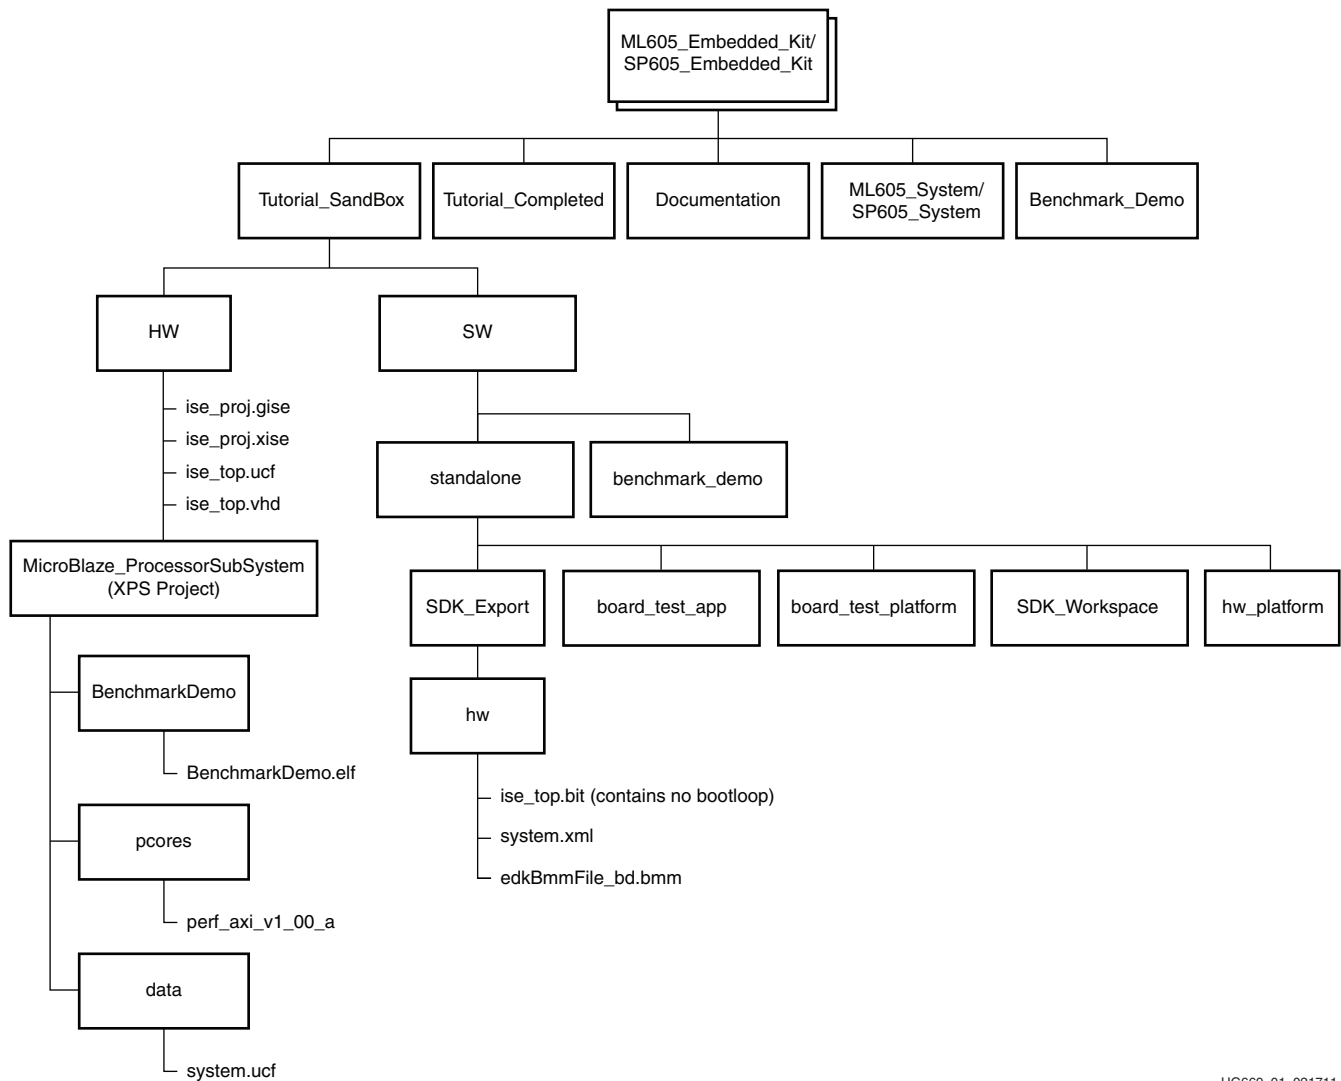 ML605_Embedded_Kit/
SP605_Embedded_Kit
Tutorial_SandBox
Tutorial_Completed
Documentation
ML605_System/
SP605_System
Benchmark_Demo
HW
SW
ise_proj.gise
ise_proj.xise
ise_top.ucf
ise_top.vhd
standalone
benchmark_demo
MicroBlaze_ProcessorSubSystem
(XPS Project)
SDK_Export
board_test_app
board_test_platform
SDK_Workspace
hw_platform
BenchmarkDemo
BenchmarkDemo.elf
hw
ise_top.bit (contains no bootloop)
system.xml
edkBmmFile_bd.bmm
pcores
perf_axi_v1_00_a
data
system.ucf